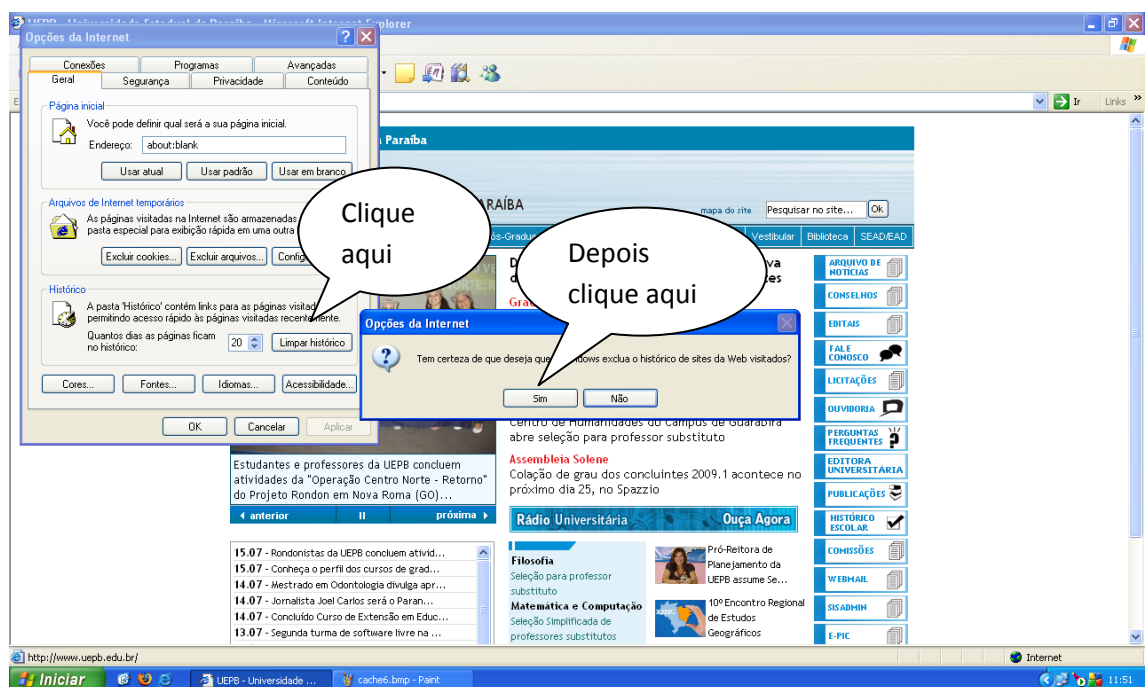 UEPB - Universidade Estadual da Paraíba - Microsoft Internet Explorer
Opções da Internet
Conexões Programas Avançadas
Geral Segurança Privacidade Conteúdo
Página inicial
Você pode definir qual será a sua página inicial.
Endereço: about:blank
Usar atual Usar padrão Usar em branco
Arquivos de Internet temporários
As páginas visitadas na Internet são armazenadas
pasta especial para exibição rápida em uma outra
Excluir cookies... Excluir arquivos...
Histórico
A pasta 'Histórico' contém links para as páginas
permitindo acesso rápido às páginas visitadas recentemente.
Quantos dias as páginas ficam
no histórico: 20 Limpar histórico
Cores... Fontes... Idiomas... Acessibilidade...
OK Cancelar Aplicar
Clique
aqui
Depois
clique aqui
Opções da Internet
Tem certeza de que deseja que exclua o histórico de sites da Web visitados?
Sim Não
Ir Links »
Paraíba
mapa do site Pesquisar no site... Ok
Vestibular Biblioteca SEAD/EAD
Centro de Humanidades do Campus de Guarabira
abre seleção para professor substituto
Assembleia Solene
Colação de grau dos concluintes 2009.1 acontece no
próximo dia 25, no Spazzio
Estudantes e professores da UEPB concluem
atividades da "Operação Centro Norte - Retorno"
do Projeto Rondon em Nova Roma (GO)...
anterior II próxima
Rádio Universitária Ouça Agora
15.07 - Rondonistas da UEPB concluem ativid...
15.07 - Conheça o perfil dos cursos de grad...
14.07 - Mestrado em Odontologia divulga apr...
14.07 - Jornalista Joel Carlos será o Paran...
14.07 - Concluído Curso de Extensão em Educ...
13.07 - Segunda turma de software livre na ...
Filosofia
Seleção para professor
substituto
Matemática e Computação
Seleção Simplificada de
professores substitutos
Pró-Reitora de
Planejamento da
UEPB assume Se...
10º Encontro Regional
de Estudos
Geográficos
ARQUIVO DE
NOTÍCIAS
CONSELHOS
EDITAIS
FALE
CONOSCO
LICITAÇÕES
OUVIDORIA
PERGUNTAS
FREQUENTES
EDITORA
UNIVERSITÁRIA
PUBLICAÇÕES
HISTÓRICO
ESCOLAR
COMISSÕES
WEBMAIL
SISADMIN
E-PIC
http://www.uepb.edu.br/ Internet
Iniciar UEPB - Universidade ... cache6.bmp - Paint 11:51